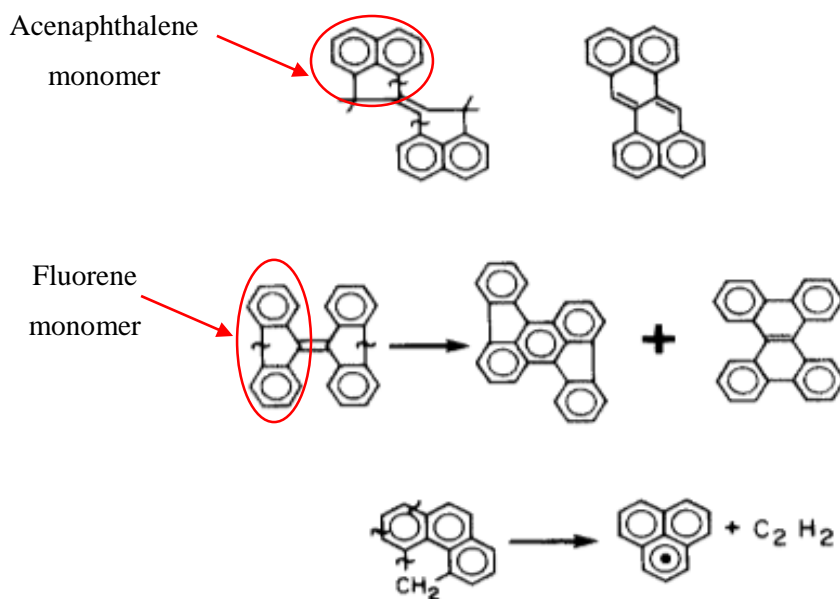 Acenaphthalene
monomer
Fluorene
monomer
+
CH2
+ C2 H2